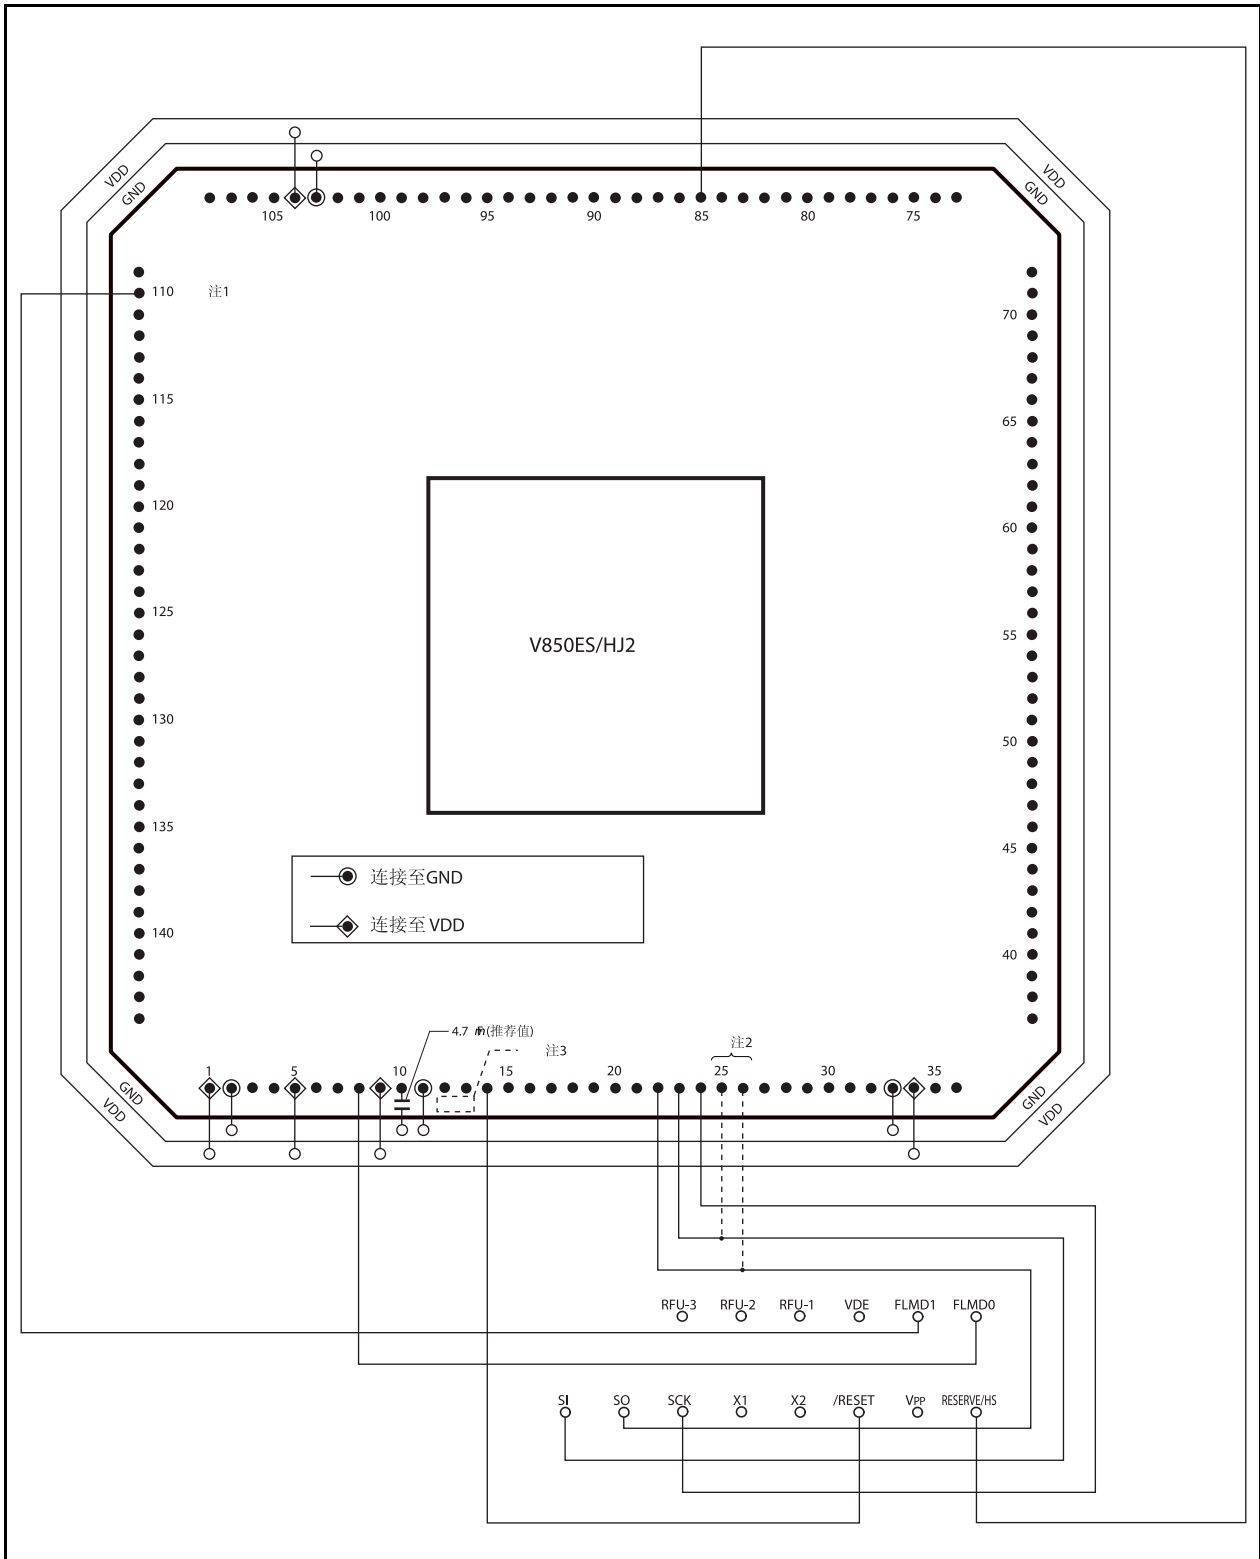 VDD
GND
VDD
GND
105
100
95
90
85
80
75
110
注1
70
115
65
120
60
125
55
V850ES/HJ2
130
50
135
45
连接至GND
连接至 VDD
140
40
4.7
(推荐值)
注3
注2
1
5
10
15
20
25
30
35
GND
VDD
GND
VDD
RFU-3
RFU-2
RFU-1
VDE
FLMD1
FLMD0
SI
SO
SCK
X1
X2
/RESET
VPP
RESERVE/HS